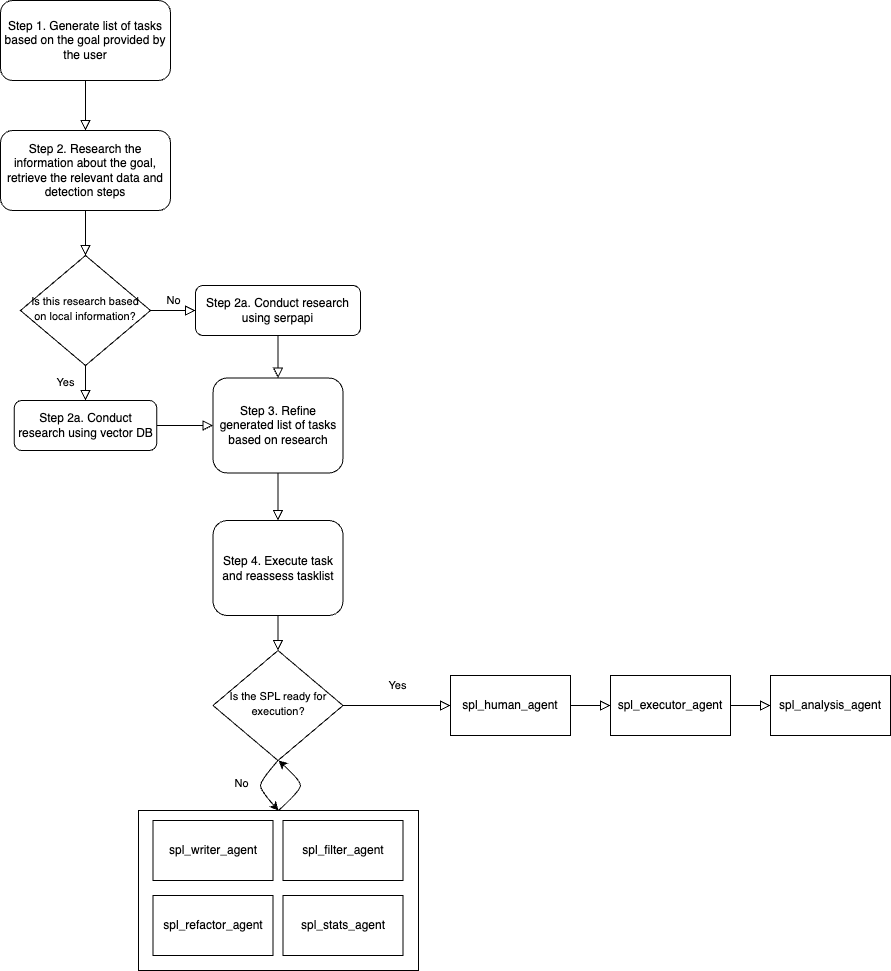 Step 1. Generate list of tasks
based on the goal provided by
the user
Step 2. Research the
information about the goal,
retrieve the relevant data and
detection steps
Is this research based
on local information?
No
Step 2a. Conduct research
using serpapi
Yes
Step 2a. Conduct
research using vector DB
Step 3. Refine
generated list of tasks
based on research
Step 4. Execute task
and reassess tasklist
Is the SPL ready for
execution?
Yes
spl_human_agent
spl_executor_agent
spl_analysis_agent
No
spl_writer_agent
spl_filter_agent
spl_refactor_agent
spl_stats_agent